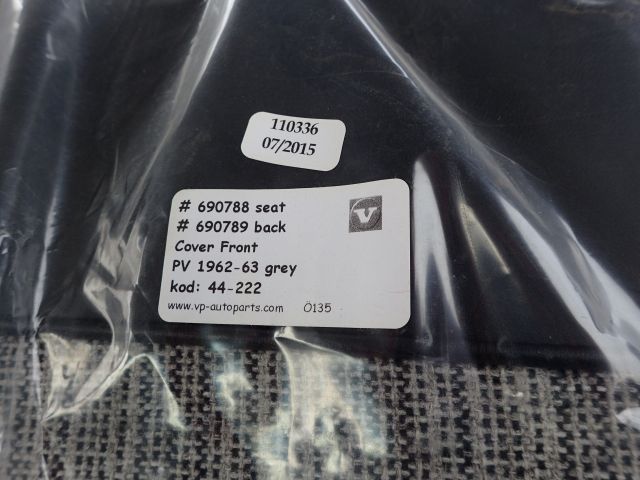 110336
07/2015
# 690788 seat
# 690789 back
Cover Front
PV 1962-63 grey
kod: 44-222
www.vp-autoparts.com Ö135
V